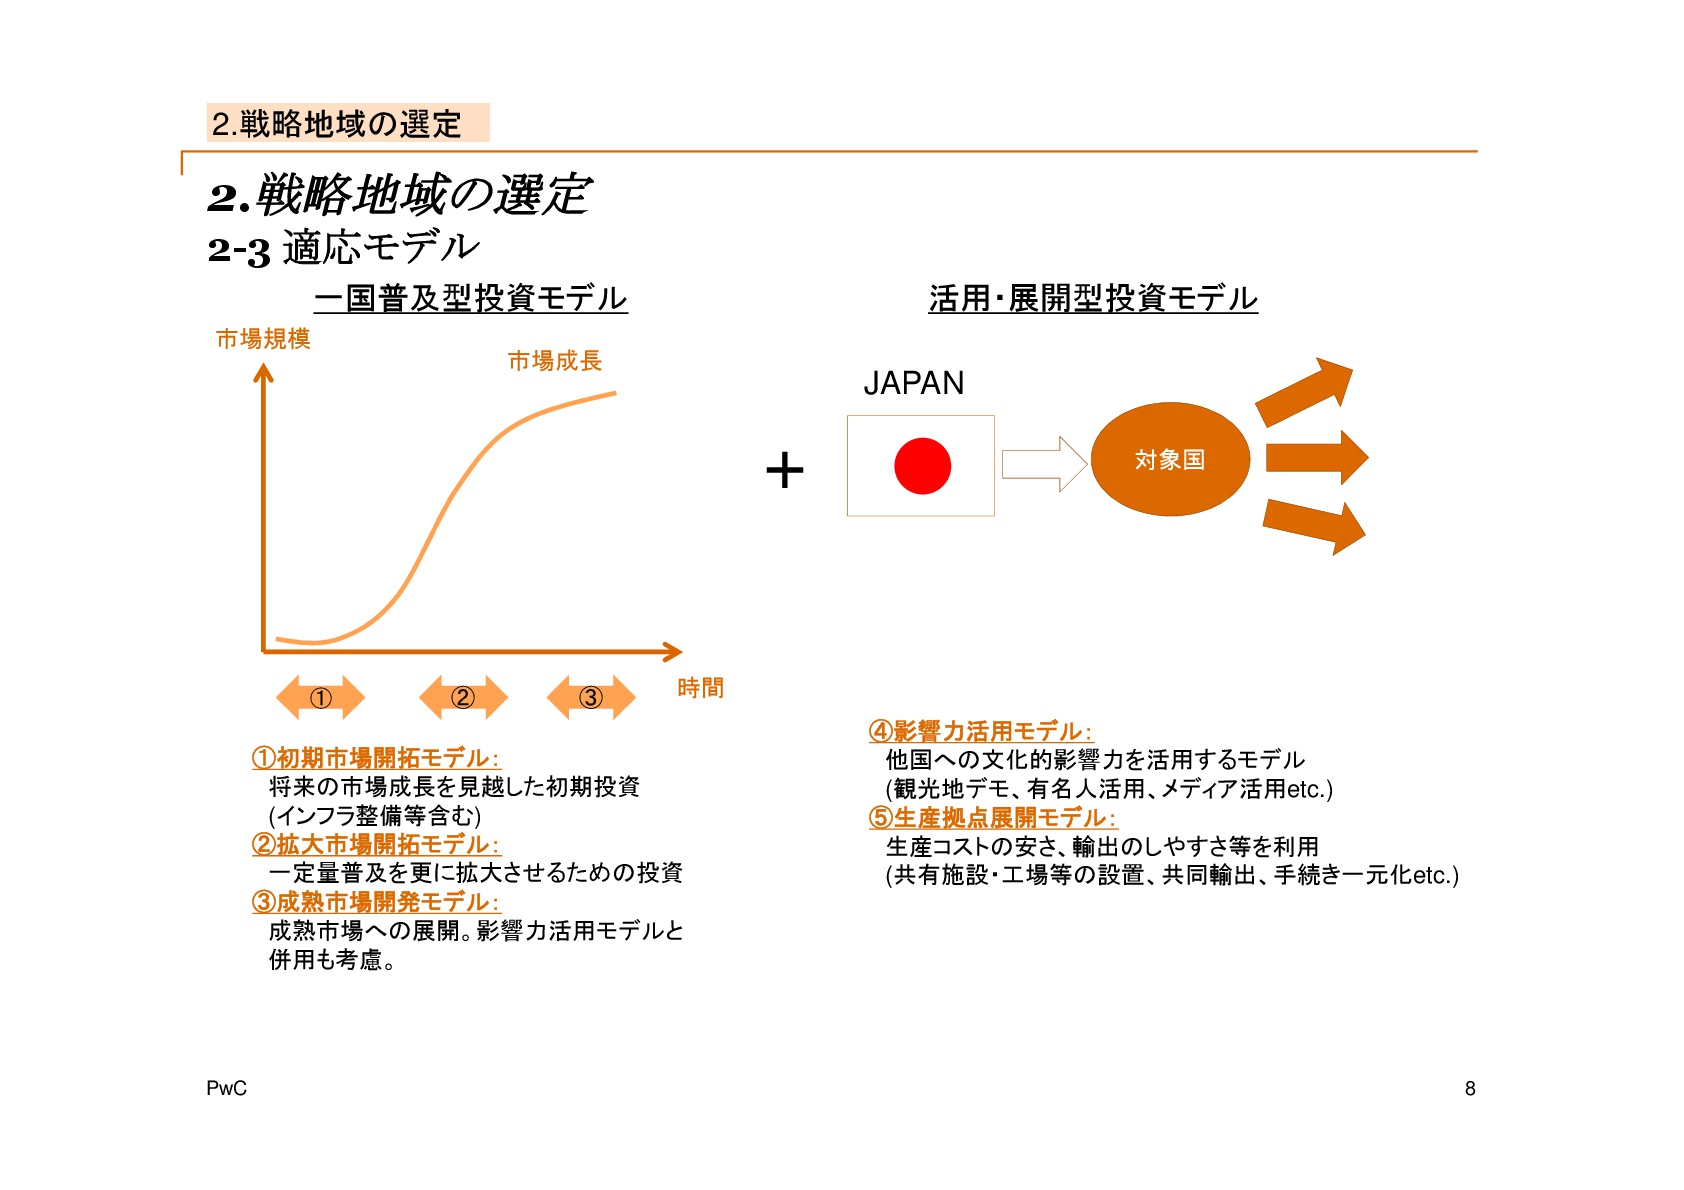 2.戦略地域の選定
2.戦略地域の選定
2-3 適応モデル
一国普及型投資モデル
市場規模
市場成長
時間
① ② ③
①初期市場開拓モデル:
将来の市場成長を見越した初期投資
(インフラ整備等含む)
②拡大市場開拓モデル:
一定量普及を更に拡大させるための投資
③成熟市場開発モデル:
成熟市場への展開。影響力活用モデルと
併用も考慮。
+
活用・展開型投資モデル
JAPAN
対象国
④影響力活用モデル:
他国への文化的影響力を活用するモデル
(観光地デモ、有名人活用、メディア活用etc.)
⑤生産拠点展開モデル:
生産コストの安さ、輸出のしやすさ等を利用
(共有施設・工場等の設置、共同輸出、手続き一元化etc.)
PwC
8